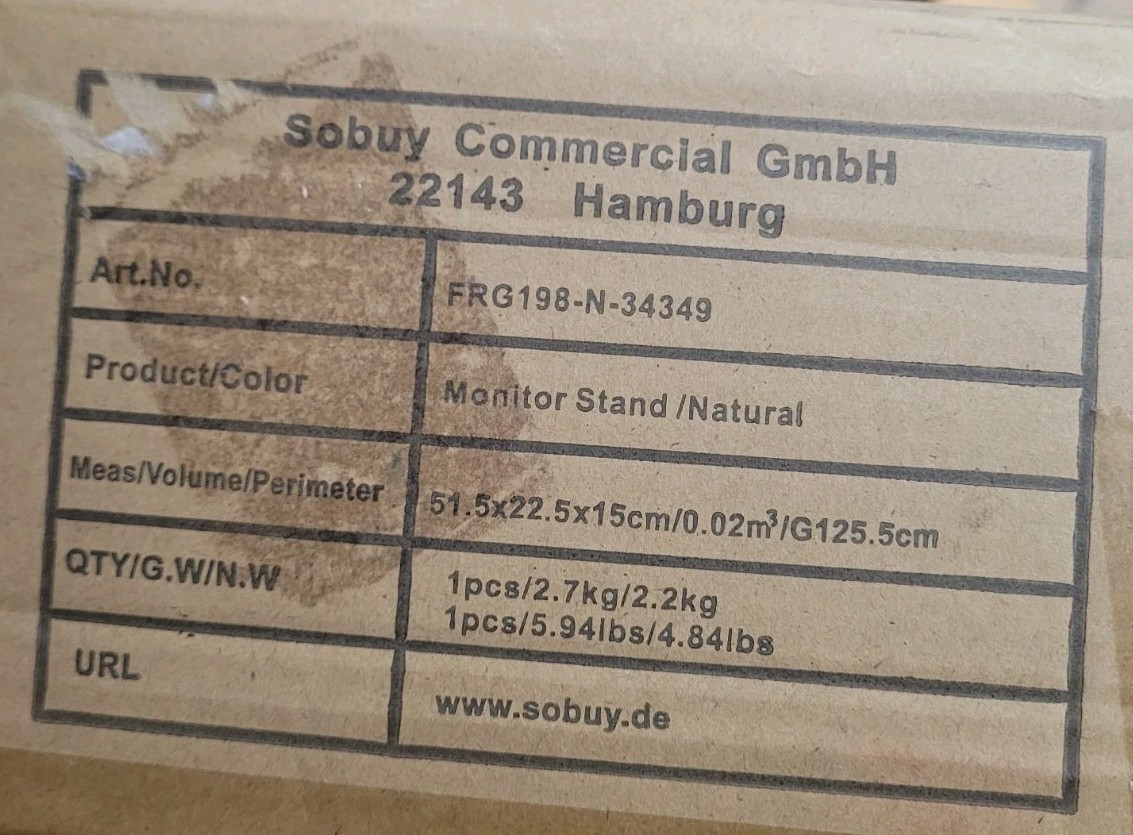 Sobuy Commercial GmbH
22143 Hamburg
Art.No. FRG198-N-34349
Product/Color Monitor Stand /Natural
Meas/Volume/Perimeter 51.5x22.5x15cm/0.02m³/G125.5cm
QTY/G.W/N.W 1pcs/2.7kg/2.2kg
1pcs/5.94lbs/4.84lbs
URL www.sobuy.de